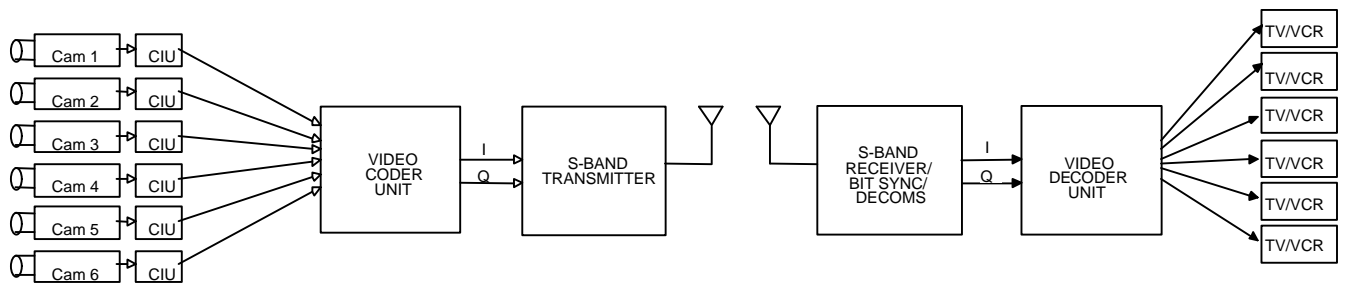 Cam 1
CIU
Cam 2
CIU
Cam 3
CIU
Cam 4
CIU
Cam 5
CIU
Cam 6
CIU
VIDEO
CODER
UNIT
I
Q
S-BAND
TRANSMITTER
S-BAND
RECEIVER/
BIT SYNC/
DECOMS
I
Q
VIDEO
DECODER
UNIT
TV/VCR
TV/VCR
TV/VCR
TV/VCR
TV/VCR
TV/VCR